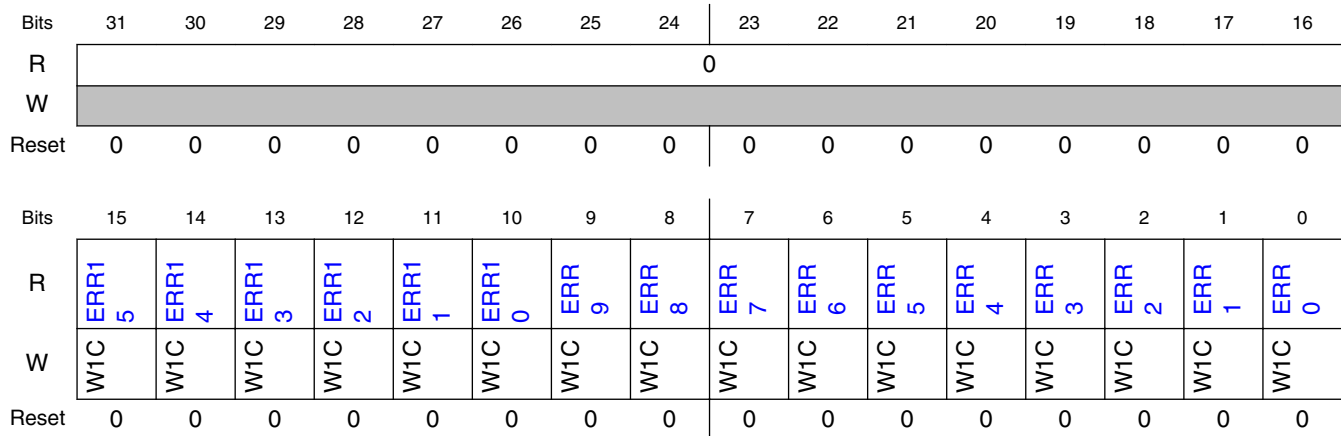 Bits 31 30 29 28 27 26 25 24 23 22 21 20 19 18 17 16
R 0
W
Reset 0 0 0 0 0 0 0 0 0 0 0 0 0 0 0 0
Bits 15 14 13 12 11 10 9 8 7 6 5 4 3 2 1 0
R ERR15 ERR14 ERR13 ERR12 ERR11 ERR10 ERR9 ERR8 ERR7 ERR6 ERR5 ERR4 ERR3 ERR2 ERR1 ERR0
W W1C W1C W1C W1C W1C W1C W1C W1C W1C W1C W1C W1C W1C W1C W1C W1C
Reset 0 0 0 0 0 0 0 0 0 0 0 0 0 0 0 0